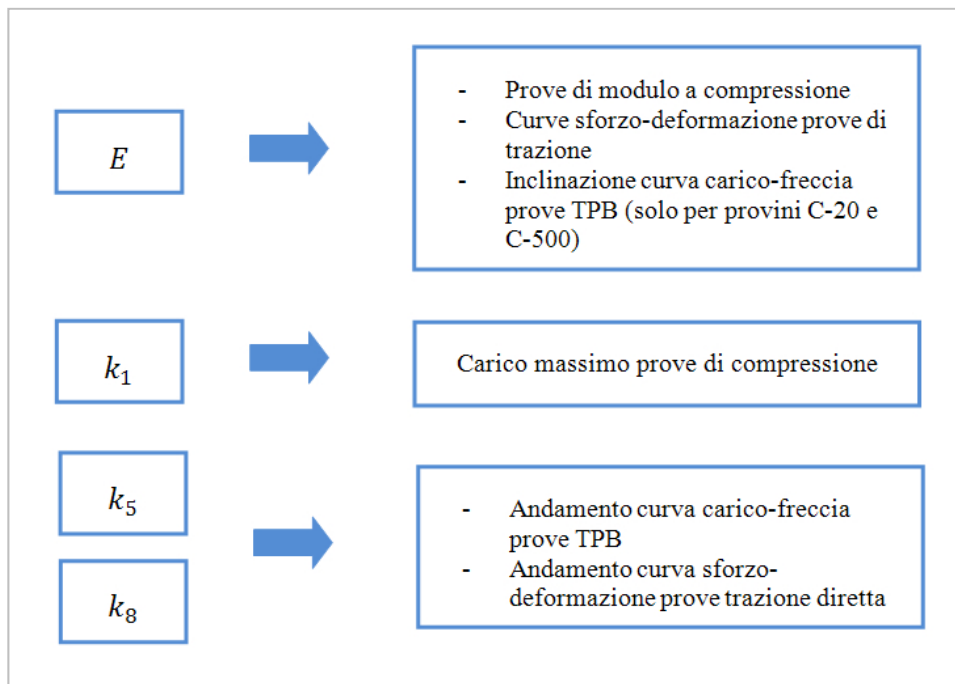 E
- Prove di modulo a compressione
- Curve sforzo-deformazione prove di
trazione
- Inclinazione curva carico-freccia
prove TPB (solo per provini C-20 e
C-500)
k₁
Carico massimo prove di compressione
k₅
k₈
- Andamento curva carico-freccia
prove TPB
- Andamento curva sforzo-
deformazione prove trazione diretta